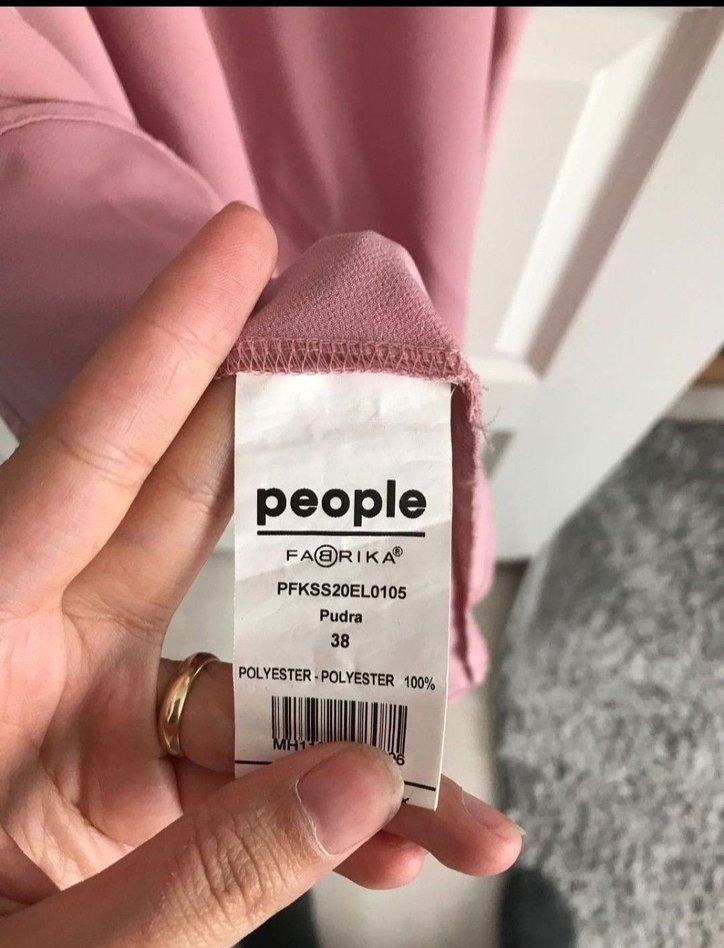 people
FABRIKA®
PFKSS20EL0105
Pudra
38
POLYESTER - POLYESTER 100%